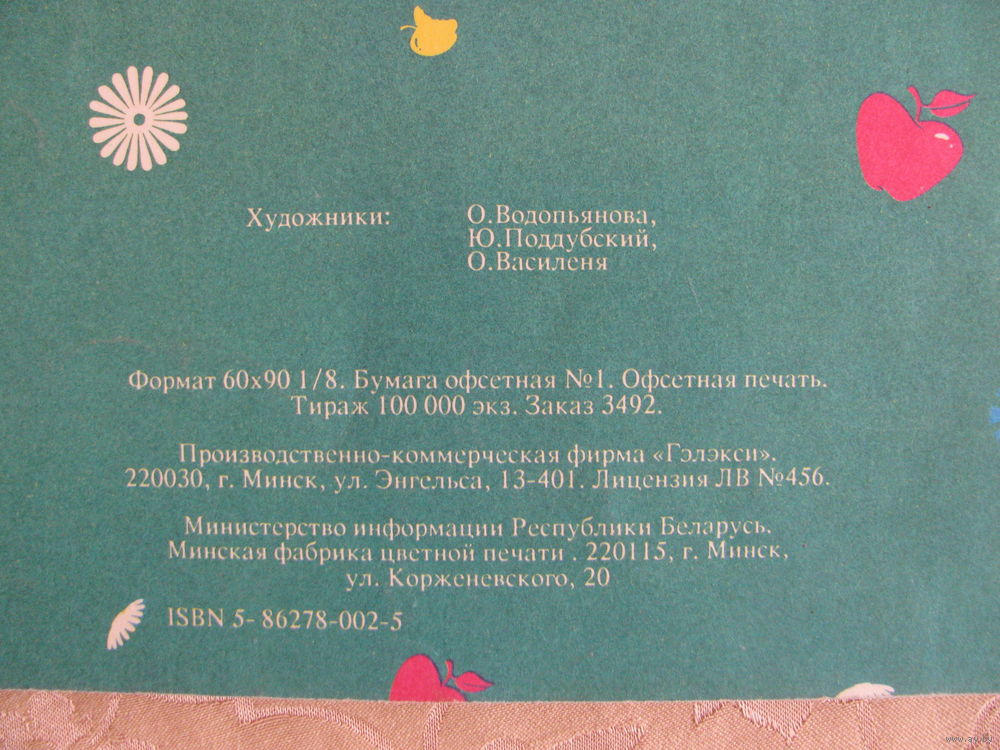 Художники:
О.Водопьянова,
Ю.Поддубский,
О.Василеня
Формат 60х90 1/8. Бумага офсетная №1. Офсетная печать.
Тираж 100 000 экз. Заказ 3492.
Производственно-коммерческая фирма «Гэлэкси».
220030, г. Минск, ул. Энгельса, 13-401. Лицензия ЛВ №456.
Министерство информации Республики Беларусь.
Минская фабрика цветной печати . 220115, г. Минск,
ул. Корженевского, 20
ISBN 5- 86278-002-5